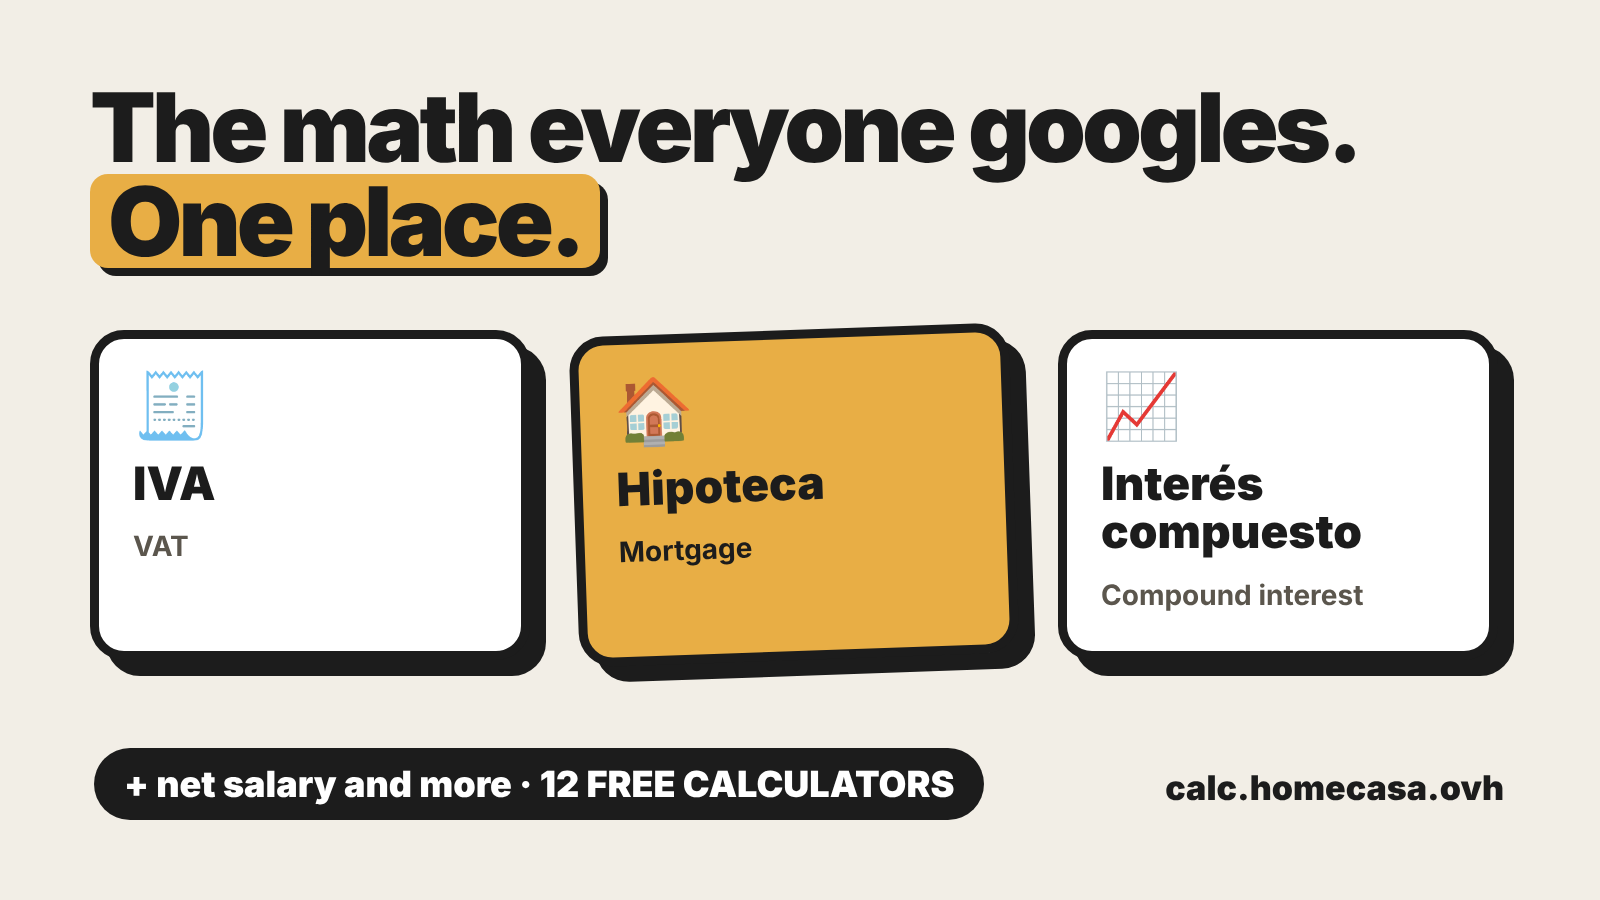 The math everyone googles.
One place.
IVA
VAT
Hipoteca
Mortgage
Interés
compuesto
Compound interest
+ net salary and more · 12 FREE CALCULATORS
calc.homecasa.ovh